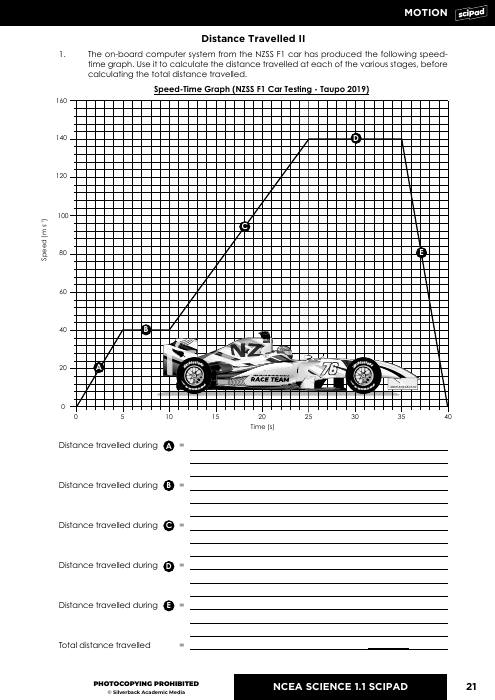 MOTION scipad
Distance Travelled II
1. The on-board computer system from the NZSS F1 car has produced the following speed-
time graph. Use it to calculate the distance travelled at each of the various stages, before
calculating the total distance travelled.
Speed-Time Graph (NZSS F1 Car Testing - Taupo 2019)
160
140
120
100
80
60
40
20
0
Speed (m s⁻¹)
A
B
C
D
E
NZ
RACE TEAM
76
0 5 10 15 20 25 30 35 40
Time (s)
Distance travelled during A =
Distance travelled during B =
Distance travelled during C =
Distance travelled during D =
Distance travelled during E =
Total distance travelled =
PHOTOCOPYING PROHIBITED
© Silverback Academic Media
NCEA SCIENCE 1.1 SCIPAD
21